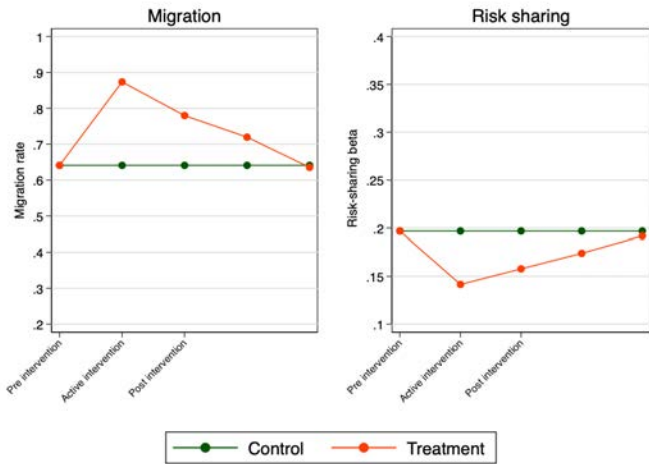 Migration
Risk sharing
Migration rate
1
.9
.8
.7
.6
.5
.4
.3
.2
Pre intervention
Active intervention
Post intervention
Risk-sharing beta
.4
.35
.3
.25
.2
.15
.1
Pre intervention
Active intervention
Post intervention
Control
Treatment